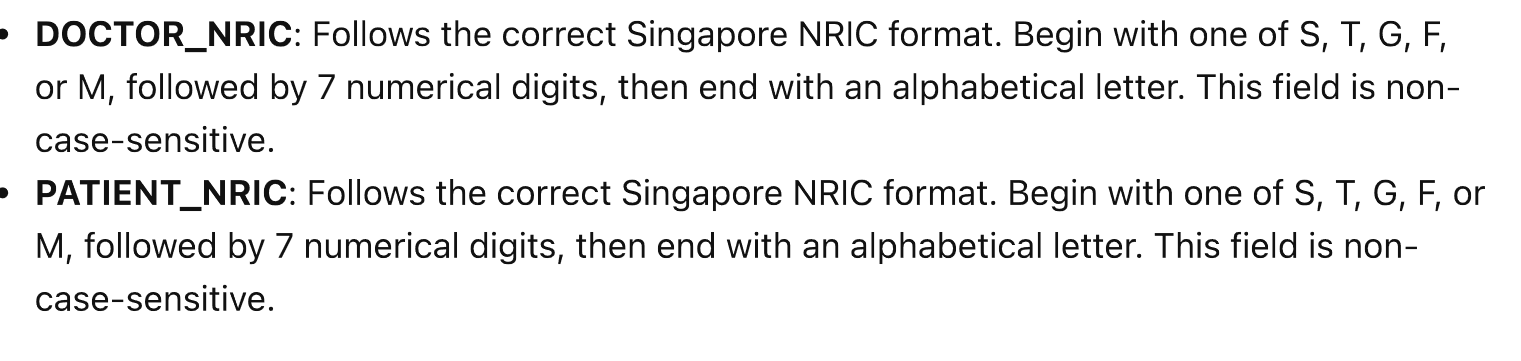 • DOCTOR_NRIC: Follows the correct Singapore NRIC format. Begin with one of S, T, G, F,
or M, followed by 7 numerical digits, then end with an alphabetical letter. This field is non-
case-sensitive.
• PATIENT_NRIC: Follows the correct Singapore NRIC format. Begin with one of S, T, G, F, or
M, followed by 7 numerical digits, then end with an alphabetical letter. This field is non-
case-sensitive.